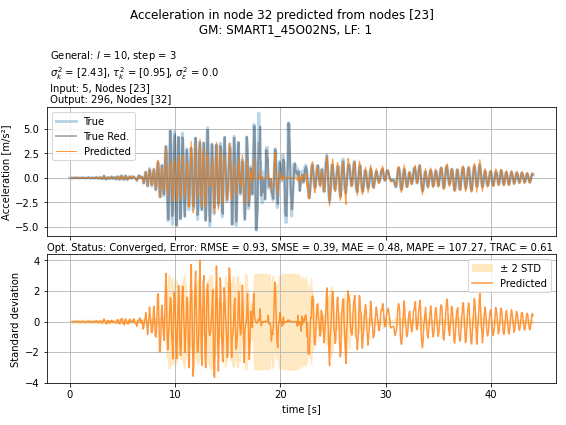 Acceleration in node 32 predicted from nodes [23]
GM: SMART1_45O02NS, LF: 1
General: l = 10, step = 3
σ²ₖ = [2.43], τ²ₖ = [0.95], σ²ε = 0.0
Input: 5, Nodes [23]
Output: 296, Nodes [32]
Acceleration [m/s²]
5.0
2.5
0.0
−2.5
−5.0
True
True Red.
Predicted
Opt. Status: Converged, Error: RMSE = 0.93, SMSE = 0.39, MAE = 0.48, MAPE = 107.27, TRAC = 0.61
Standard deviation
4
2
0
−2
−4
± 2 STD
Predicted
0 10 20 30 40
time [s]